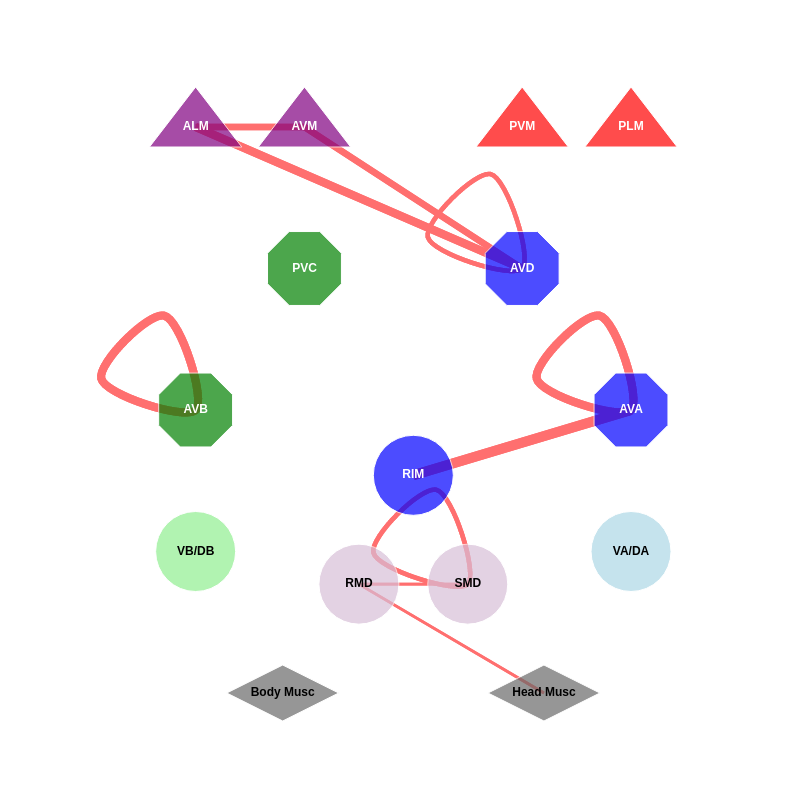 ALM
AVM
PVM
PLM
PVC
AVD
AVB
AVA
RIM
VB/DB
VA/DA
RMD
SMD
Body Musc
Head Musc